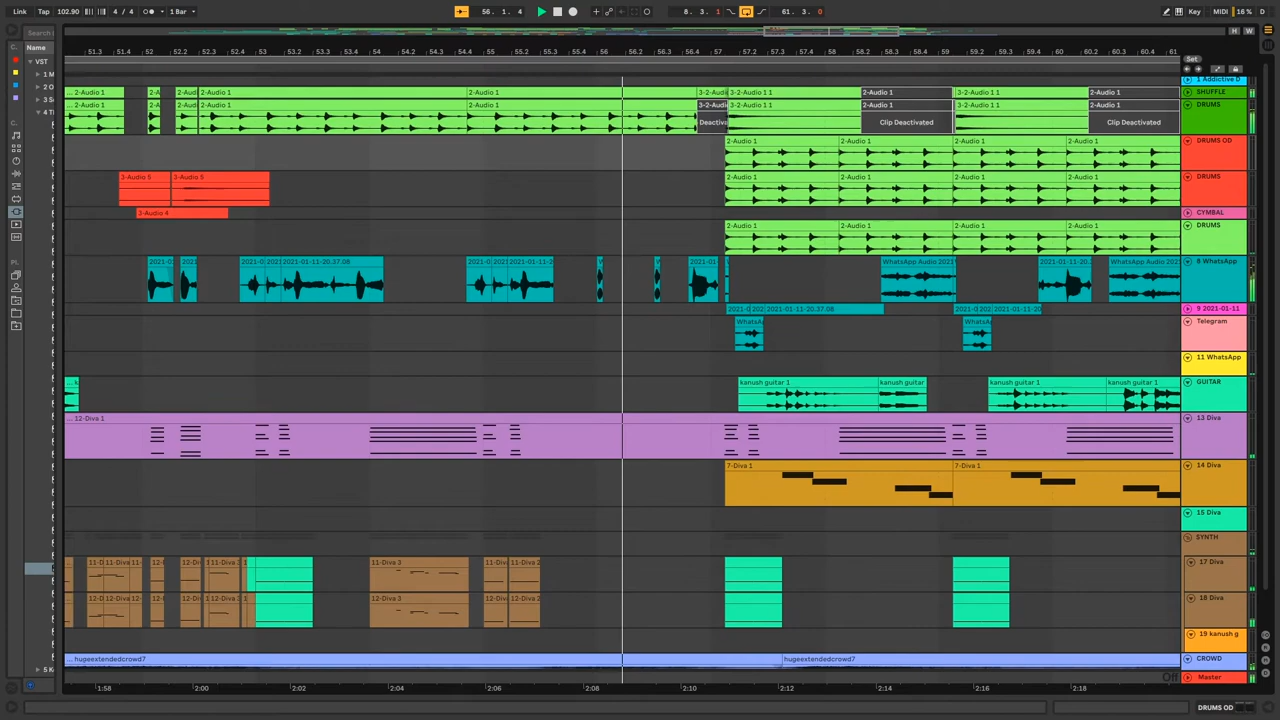 Link Tap 102.90 4 / 4 1 Bar 56. 1. 4 8. 3. 1 61. 3. 0 Key MIDI 16 % D
Search
H W
C. Name
51.3 51.4 52 52.2 52.3 52.4 53 53.2 53.3 53.4 54 54.2 54.3 54.4 55 55.2 55.3 55.4 56 56.2 56.3 56.4 57 57.2 57.3 57.4 58 58.2 58.3 58.4 59 59.2 59.3 59.4 60 60.2 60.3 60.4 61
Set
VST
1 Addictive D
... 2-Audio 1 2-A 2-Aud 2-Audio 1 2-Audio 1 3-2-Audi 3-2-Audio 1 1 2-Audio 1 3-2-Audio 1 1 2-Audio 1 SHUFFLE
... 2-Audio 1 2-A 2-Aud 2-Audio 1 2-Audio 1 3-2-Audi 3-2-Audio 1 1 2-Audio 1 3-2-Audio 1 1 2-Audio 1 DRUMS
Deactiva Clip Deactivated Clip Deactivated
2-Audio 1 2-Audio 1 2-Audio 1 2-Audio 1 DRUMS OD
3-Audio 5 3-Audio 5 2-Audio 1 2-Audio 1 2-Audio 1 2-Audio 1 DRUMS
3-Audio 4 CYMBAL
2-Audio 1 2-Audio 1 2-Audio 1 2-Audio 1 DRUMS
PL. 2021-0 2021 2021-0 2021 2021-01-11-20.37.08 2021-0 2021 2021-01-11-20 2021-01 WhatsApp Audio 2021 2021-01-11-20. WhatsApp Audio 2021 8 WhatsApp
2021-0 202 2021-01-11-20.37.08 2021-0 202 2021-01-11-20 9 2021-01-11
WhatsA WhatsA Telegram
11 WhatsApp
kanush guitar 1 kanush guitar kanush guitar 1 kanush guitar 1 GUITAR
... 12-Diva 1 13 Diva
7-Diva 1 7-Diva 1 14 Diva
15 Diva
SYNTH
11-D 11-Diva 11- 12- 12-D 11-Diva 11-Diva 3 11-Div 11-Diva 2 17 Diva
12-D 12-Diva 12- 12- 12-D 12-Diva 12-Diva 3 12-Div 12-Diva 2 18 Diva
19 kanush g
... hugeextendedcrowd7 hugeextendedcrowd7 CROWD
Off Master
1:58 2:00 2:02 2:04 2:06 2:08 2:10 2:12 2:14 2:16 2:18
DRUMS OD